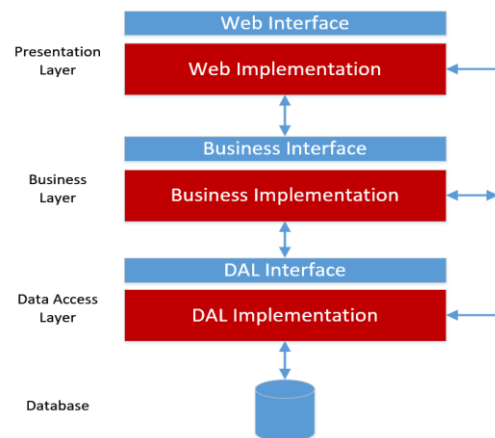 Web Interface
Presentation
Layer
Web Implementation
Business Interface
Business
Layer
Business Implementation
DAL Interface
Data Access
Layer
DAL Implementation
Database